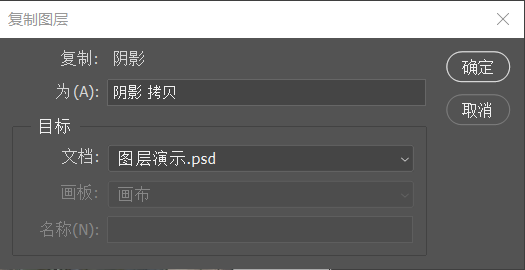 复制图层
复制: 阴影
为(A): 阴影 拷贝
确定
取消
目标
文档: 图层演示.psd
画板: 画布
名称(N):